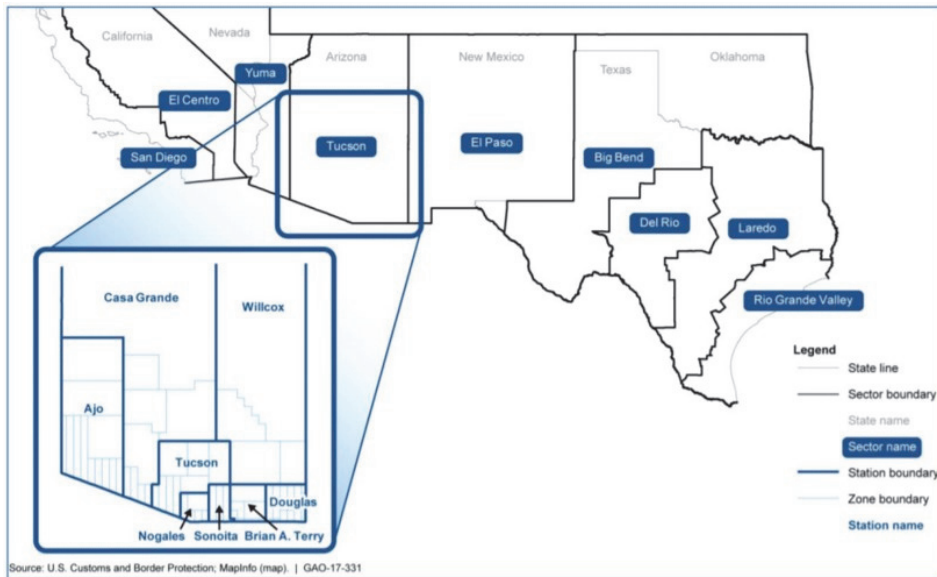 California
Nevada
Arizona
New Mexico
Texas
Oklahoma
Yuma
El Centro
San Diego
Tucson
El Paso
Big Bend
Del Rio
Laredo
Rio Grande Valley
Casa Grande
Willcox
Ajo
Tucson
Douglas
Nogales
Sonoita
Brian A. Terry
Legend
State line
Sector boundary
State name
Sector name
Station boundary
Zone boundary
Station name
Source: U.S. Customs and Border Protection; MapInfo (map). | GAO-17-331